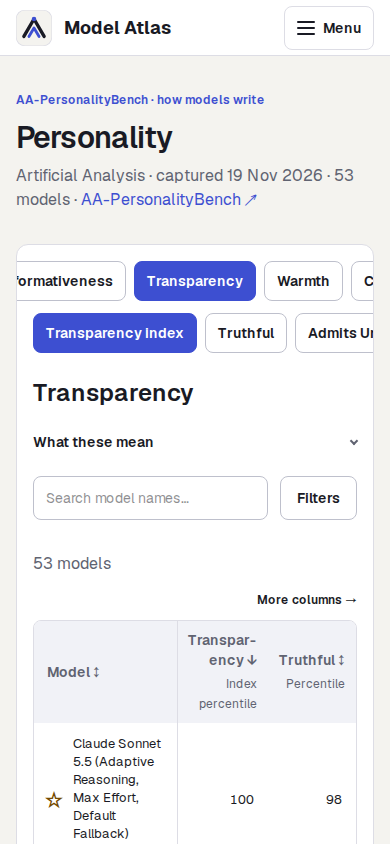 Model Atlas
Menu
AA-PersonalityBench · how models write
Personality
Artificial Analysis · captured 19 Nov 2026 · 53
models · AA-PersonalityBench ↗
formativeness
Transparency
Warmth
C
Transparency index
Truthful
Admits Un
Transparency
What these mean
Search model names...
Filters
53 models
More columns →
Model ↕
Transpar-
ency ↓
Index
percentile
Truthful ↕
Percentile
Claude Sonnet
5.5 (Adaptive
Reasoning,
Max Effort,
Default
Fallback)
100
98